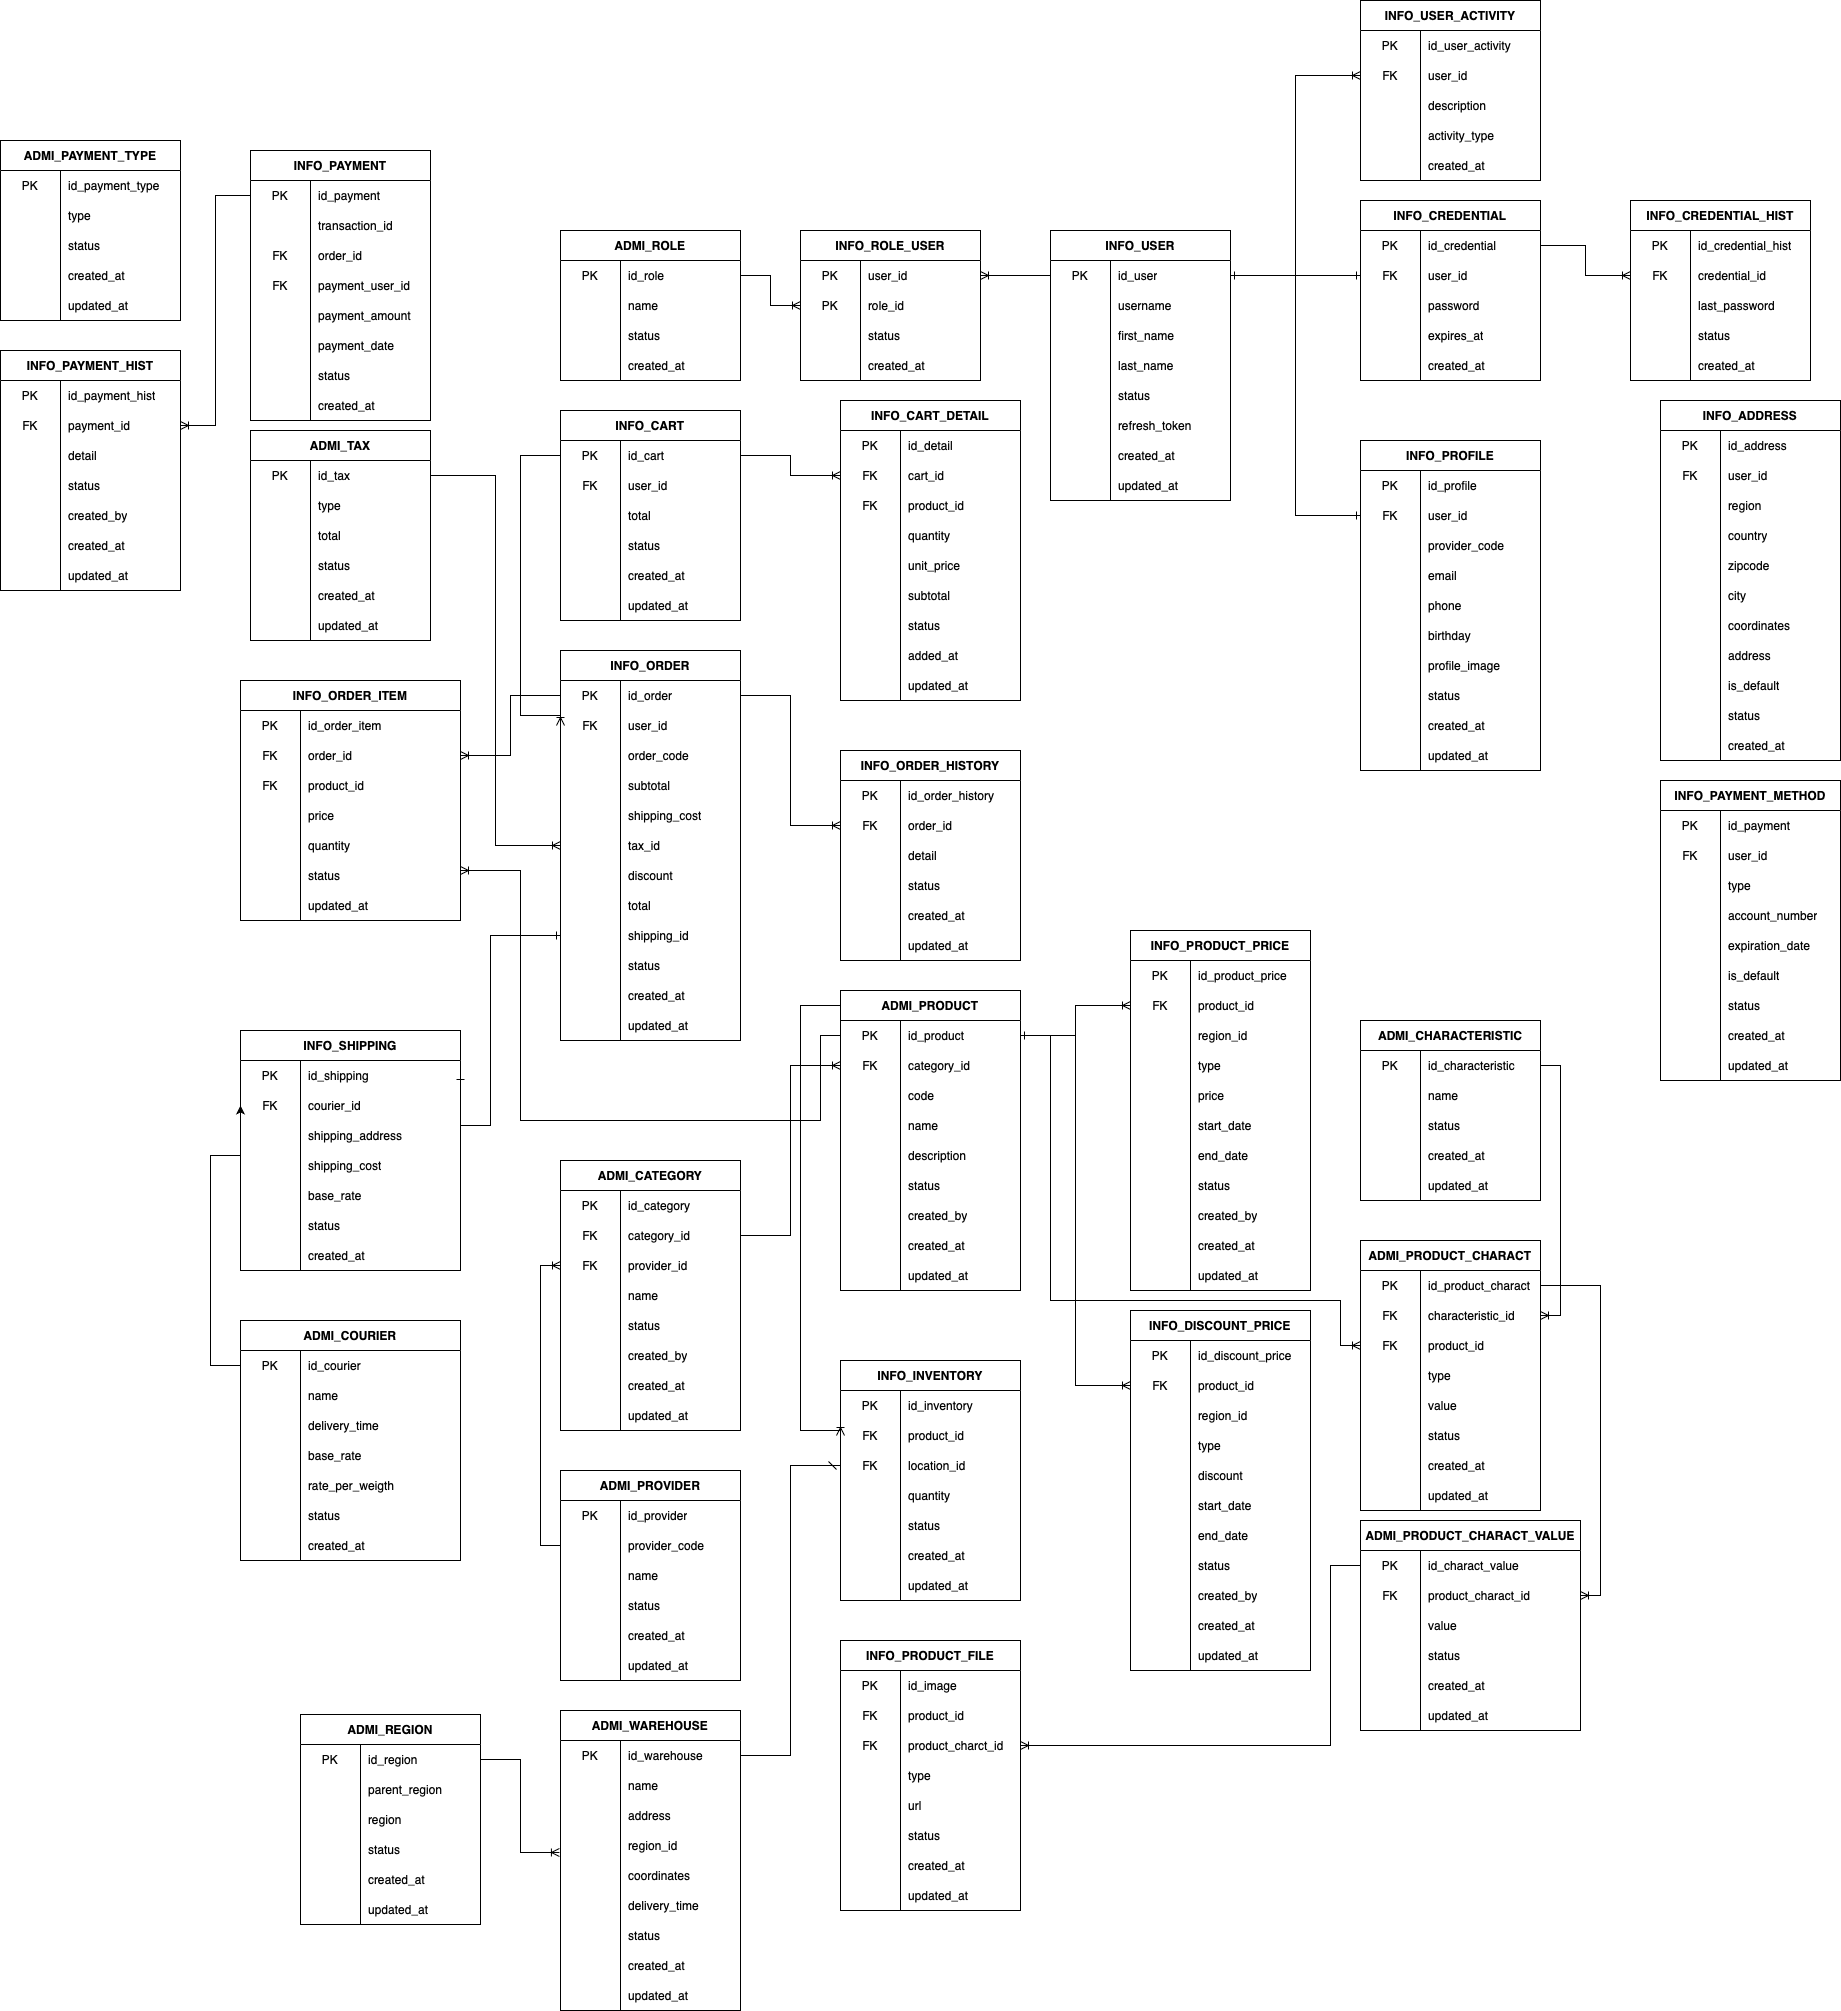 INFO_USER_ACTIVITY
PK id_user_activity
FK user_id
description
activity_type
created_at
ADMI_PAYMENT_TYPE
PK id_payment_type
type
status
created_at
updated_at
INFO_PAYMENT
PK id_payment
transaction_id
FK order_id
FK payment_user_id
payment_amount
payment_date
status
created_at
ADMI_ROLE
PK id_role
name
status
created_at
INFO_ROLE_USER
PK user_id
PK role_id
status
created_at
INFO_USER
PK id_user
username
first_name
last_name
status
refresh_token
created_at
updated_at
INFO_CREDENTIAL
PK id_credential
FK user_id
password
expires_at
created_at
INFO_CREDENTIAL_HIST
PK id_credential_hist
FK credential_id
last_password
status
created_at
INFO_PAYMENT_HIST
PK id_payment_hist
FK payment_id
detail
status
created_by
created_at
updated_at
ADMI_TAX
PK id_tax
type
total
status
created_at
updated_at
INFO_CART
PK id_cart
FK user_id
total
status
created_at
updated_at
INFO_CART_DETAIL
PK id_detail
FK cart_id
FK product_id
quantity
unit_price
subtotal
status
added_at
updated_at
INFO_PROFILE
PK id_profile
FK user_id
provider_code
email
phone
birthday
profile_image
status
created_at
updated_at
INFO_ADDRESS
PK id_address
FK user_id
region
country
zipcode
city
coordinates
address
is_default
status
created_at
INFO_ORDER_ITEM
PK id_order_item
FK order_id
FK product_id
price
quantity
status
updated_at
INFO_ORDER
PK id_order
FK user_id
order_code
subtotal
shipping_cost
tax_id
discount
total
shipping_id
status
created_at
updated_at
INFO_ORDER_HISTORY
PK id_order_history
FK order_id
detail
status
created_at
updated_at
INFO_PAYMENT_METHOD
PK id_payment
FK user_id
type
account_number
expiration_date
is_default
status
created_at
updated_at
INFO_SHIPPING
PK id_shipping
FK courier_id
shipping_address
shipping_cost
base_rate
status
created_at
ADMI_PRODUCT
PK id_product
FK category_id
code
name
description
status
created_by
created_at
updated_at
INFO_PRODUCT_PRICE
PK id_product_price
FK product_id
region_id
type
price
start_date
end_date
status
created_by
created_at
updated_at
ADMI_CHARACTERISTIC
PK id_characteristic
name
status
created_at
updated_at
ADMI_CATEGORY
PK id_category
FK category_id
FK provider_id
name
status
created_by
created_at
updated_at
ADMI_PRODUCT_CHARACT
PK id_product_charact
FK characteristic_id
FK product_id
type
value
status
created_at
updated_at
ADMI_COURIER
PK id_courier
name
delivery_time
base_rate
rate_per_weigth
status
created_at
INFO_DISCOUNT_PRICE
PK id_discount_price
FK product_id
region_id
type
discount
start_date
end_date
status
created_by
created_at
updated_at
INFO_INVENTORY
PK id_inventory
FK product_id
FK location_id
quantity
status
created_at
updated_at
ADMI_PROVIDER
PK id_provider
provider_code
name
status
created_at
updated_at
ADMI_PRODUCT_CHARACT_VALUE
PK id_charact_value
FK product_charact_id
value
status
created_at
updated_at
INFO_PRODUCT_FILE
PK id_image
FK product_id
FK product_charct_id
type
url
status
created_at
updated_at
ADMI_REGION
PK id_region
parent_region
region
status
created_at
updated_at
ADMI_WAREHOUSE
PK id_warehouse
name
address
region_id
coordinates
delivery_time
status
created_at
updated_at